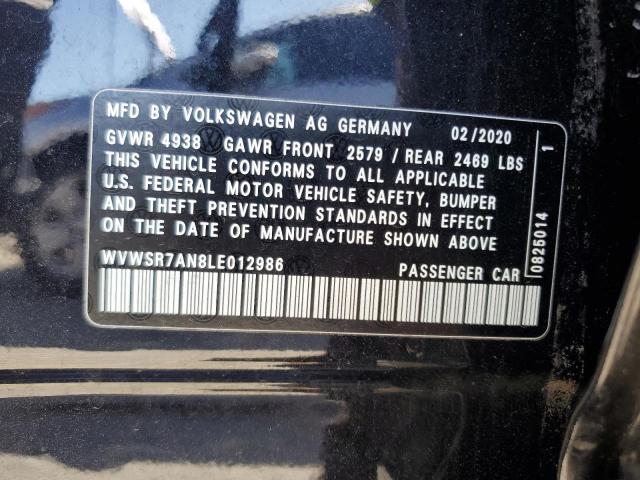 MFD BY VOLKSWAGEN AG GERMANY 02/2020
GVWR 4938 GAWR FRONT 2579 / REAR 2469 LBS
THIS VEHICLE CONFORMS TO ALL APPLICABLE
U.S. FEDERAL MOTOR VEHICLE SAFETY, BUMPER
AND THEFT PREVENTION STANDARDS IN EFFECT
ON THE DATE OF MANUFACTURE SHOWN ABOVE
WVWSR7AN8LE012986 PASSENGER CAR
0825014 1